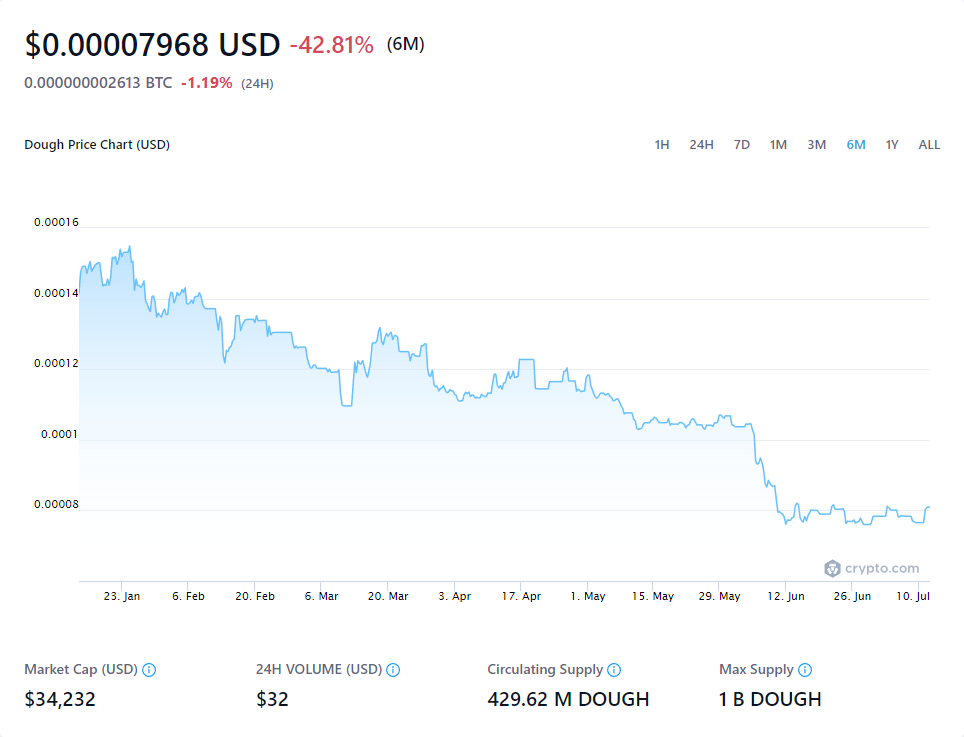 $0.00007968 USD -42.81% (6M)
0.000000002613 BTC -1.19% (24H)
Dough Price Chart (USD) 1H 24H 7D 1M 3M 6M 1Y ALL
0.00016
0.00014
0.00012
0.0001
0.00008
crypto.com
23. Jan 6. Feb 20. Feb 6. Mar 20. Mar 3. Apr 17. Apr 1. May 15. May 29. May 12. Jun 26. Jun 10. Jul
Market Cap (USD) 24H VOLUME (USD) Circulating Supply Max Supply
$34,232 $32 429.62 M DOUGH 1 B DOUGH